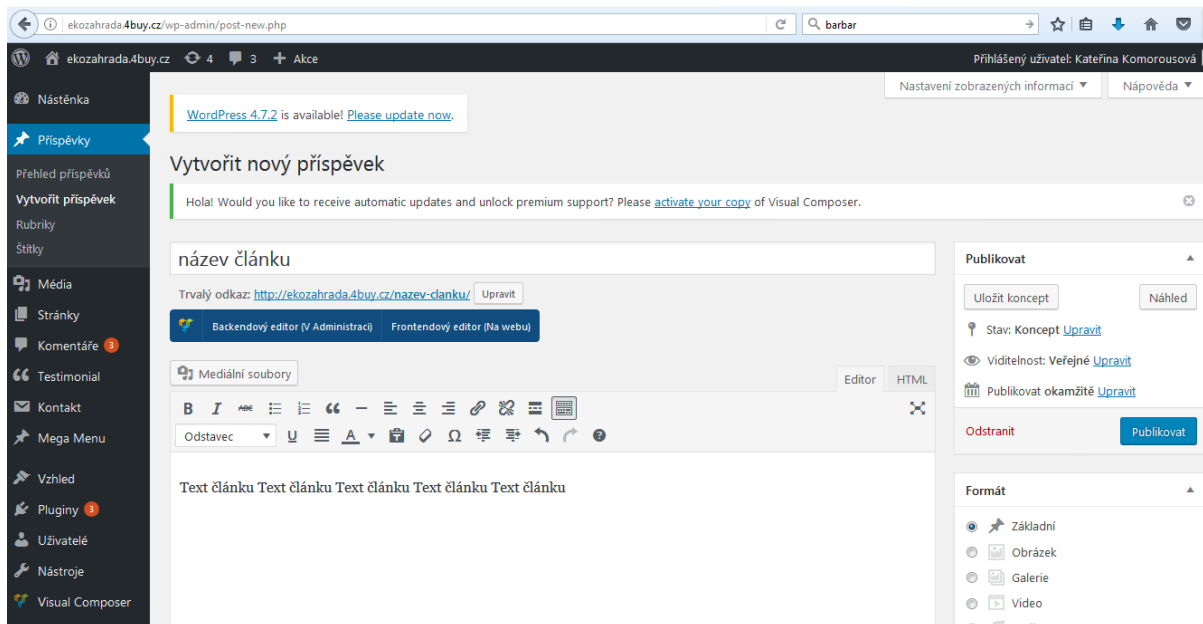 ekozahrada.4buy.cz/wp-admin/post-new.php
barbar
ekozahrada.4buy.cz 4 3 Akce
Přihlášený uživatel: Kateřina Komorousová
Nastavení zobrazených informací
Nápověda
Nástěnka
Příspěvky
Přehled příspěvků
Vytvořit příspěvek
Rubriky
Štítky
Média
Stránky
Komentáře 3
Testimonial
Kontakt
Mega Menu
Vzhled
Pluginy 3
Uživatelé
Nástroje
Visual Composer
WordPress 4.7.2 is available! Please update now.
Vytvořit nový příspěvek
Hola! Would you like to receive automatic updates and unlock premium support? Please activate your copy of Visual Composer.
název článku
Trvalý odkaz: http://ekozahrada.4buy.cz/nazev-clanku/ Upravit
Backendový editor (V Administraci) Frontendový editor (Na webu)
Mediální soubory
Editor HTML
B I ABE
Odstavec U A T Ω
Text článku Text článku Text článku Text článku Text článku
Publikovat
Uložit koncept Náhled
Stav: Koncept Upravit
Viditelnost: Veřejné Upravit
Publikovat okamžitě Upravit
Odstranit Publikovat
Formát
Základní
Obrázek
Galerie
Video